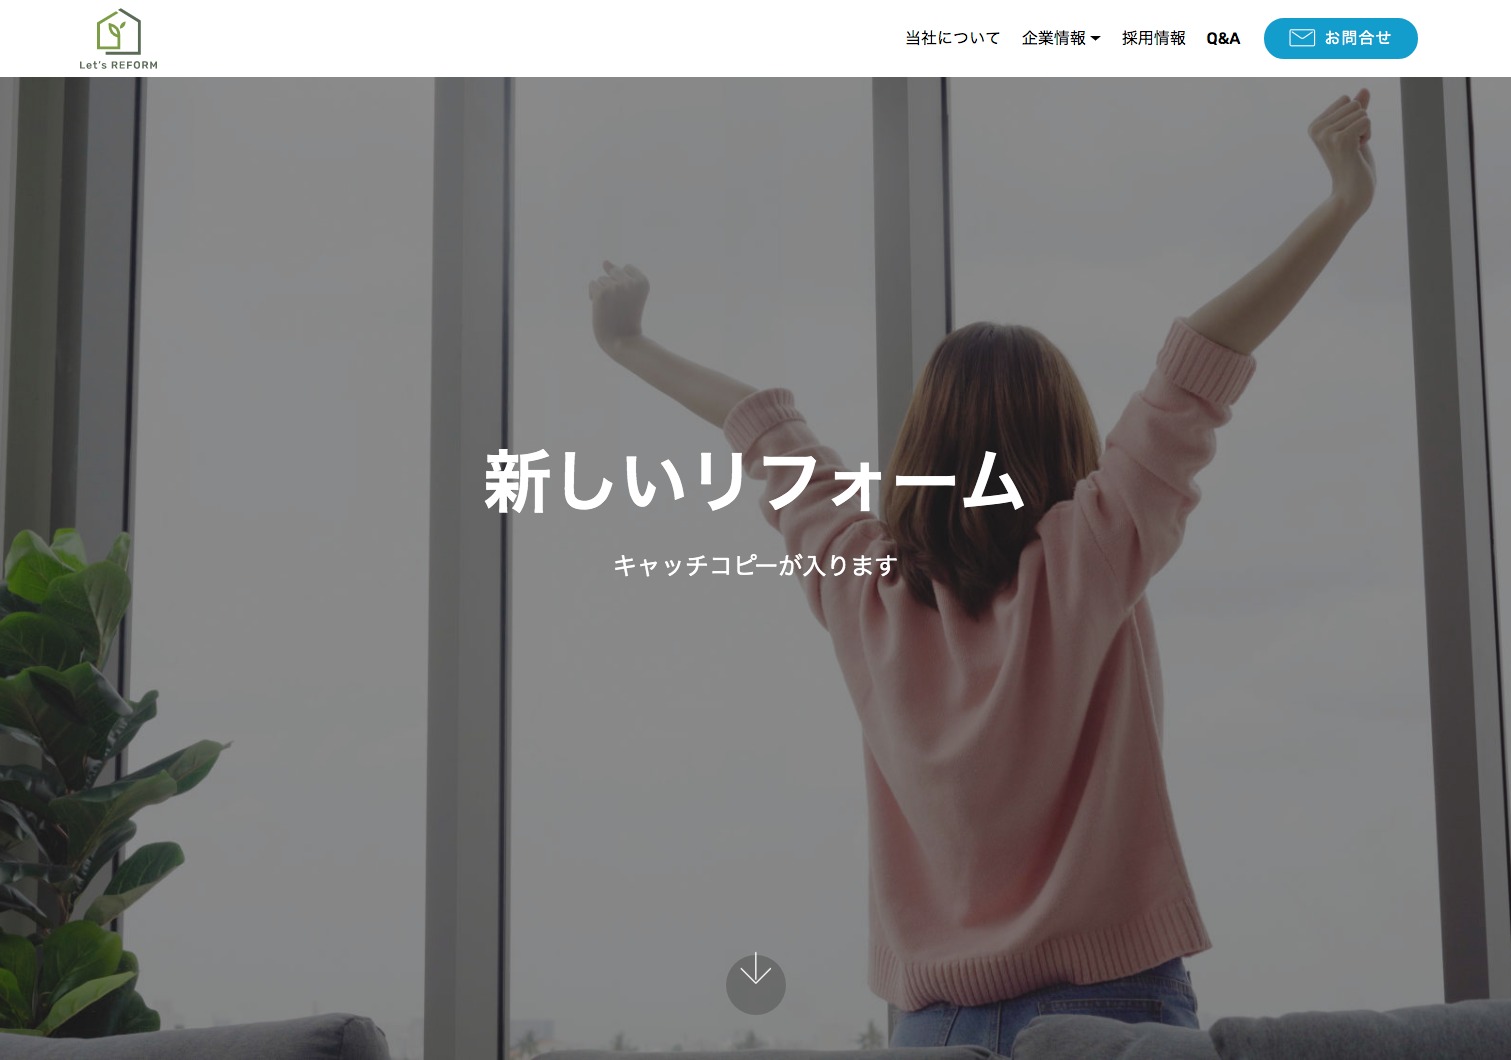 Let's REFORM
当社について
企業情報
採用情報
Q&A
お問合せ
新しいリフォーム
キャッチコピーが入ります